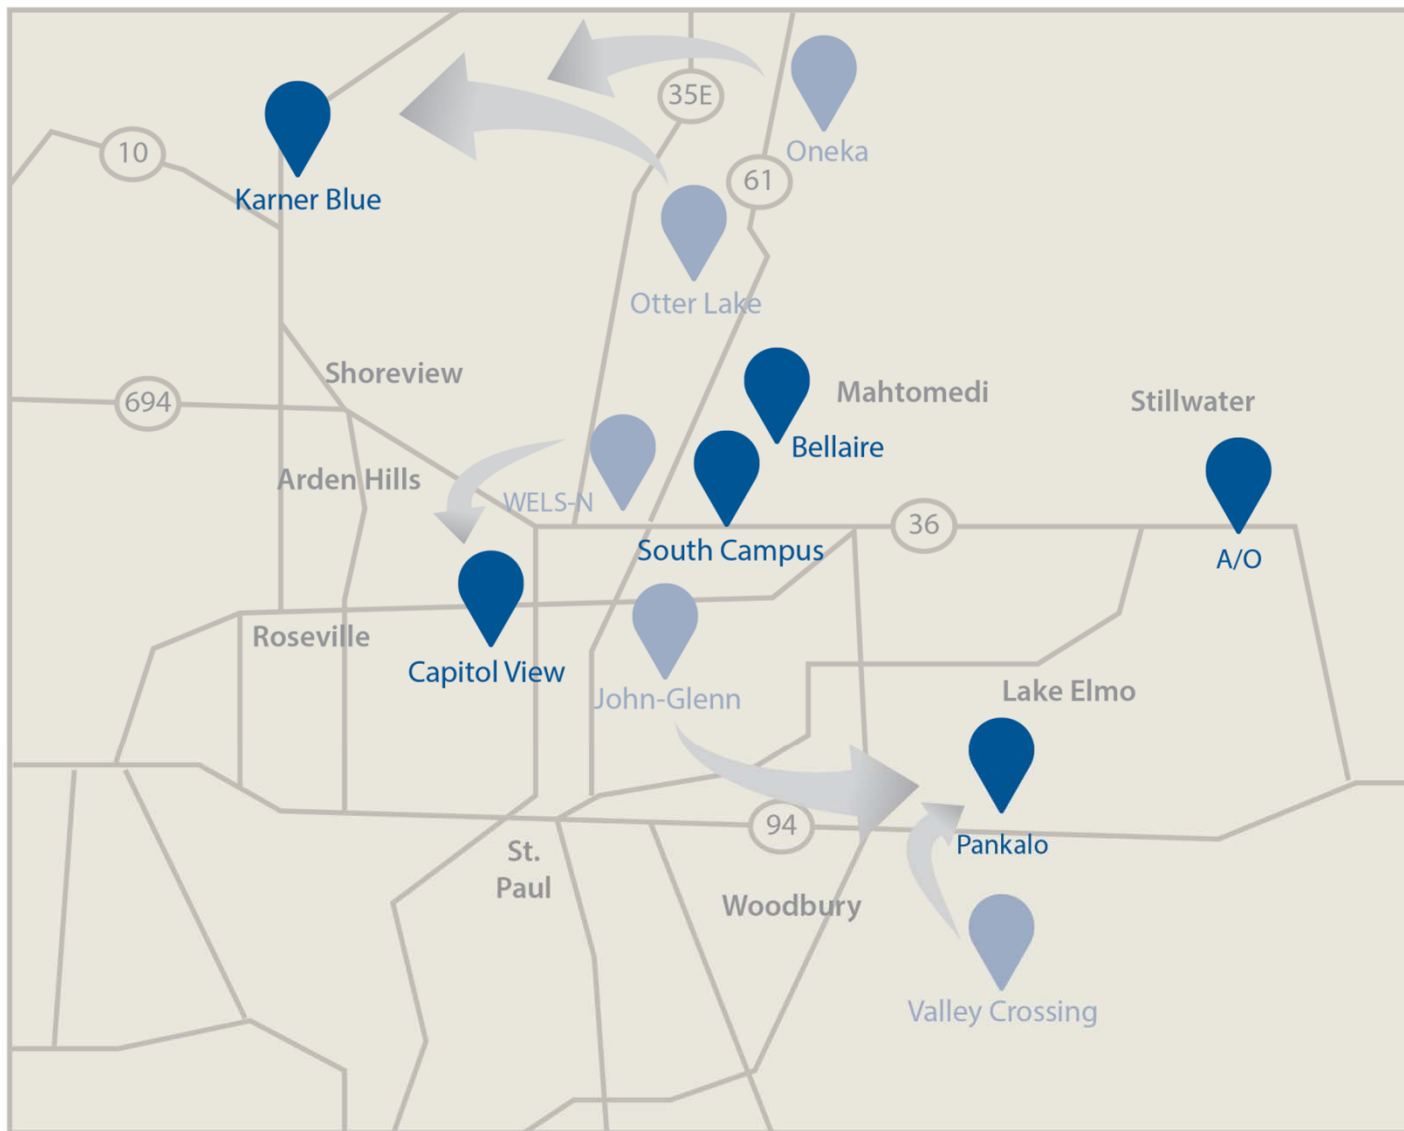 35E
Oneka
10
61
Karner Blue
Otter Lake
Shoreview
Mahtomedi
Stillwater
694
Bellaire
Arden Hills
WELS-N
36
South Campus
A/O
Roseville
Capitol View
John-Glenn
Lake Elmo
94
Pankalo
St.
Paul
Woodbury
Valley Crossing